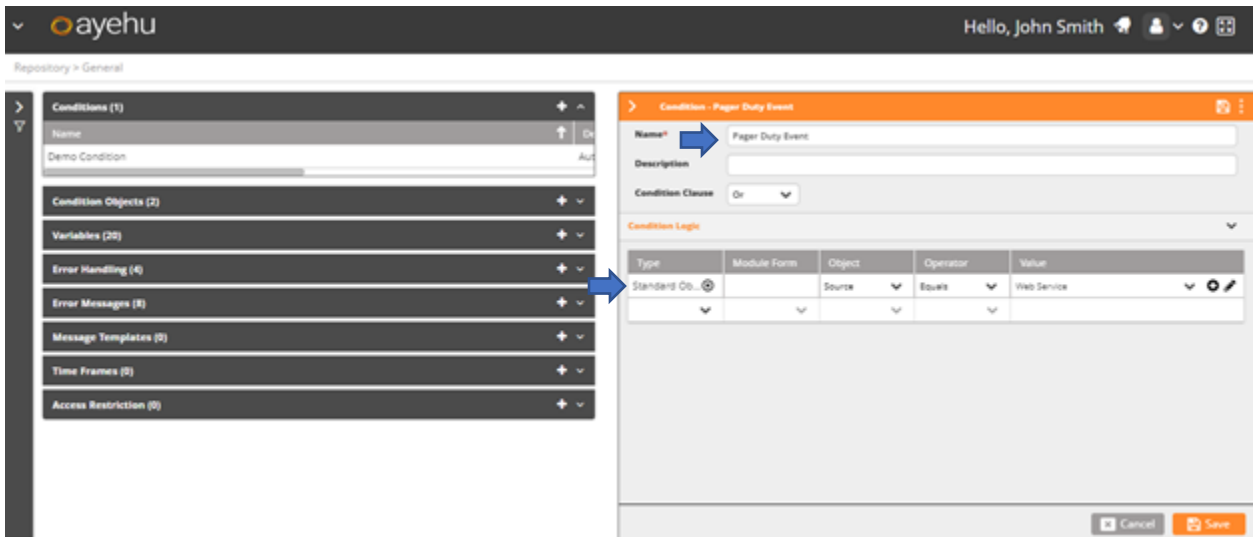 ayehu
Hello, John Smith
Repository > General
Conditions (1)
Name
De
Demo Condition
Aut
Condition Objects (2)
Variables (20)
Error Handling (4)
Error Messages (8)
Message Templates (0)
Time Frames (0)
Access Restriction (0)
Condition - Pager Duty Event
Name* Pager Duty Event
Description
Condition Clause Or
Condition Logic
Type Module Form Object Operator Value
Standard Ob... Source Equals Web Service
Cancel Save